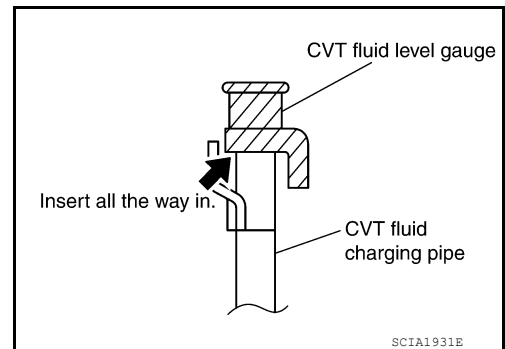 CVT fluid level gauge
Insert all the way in.
CVT fluid
charging pipe
SCIA1931E